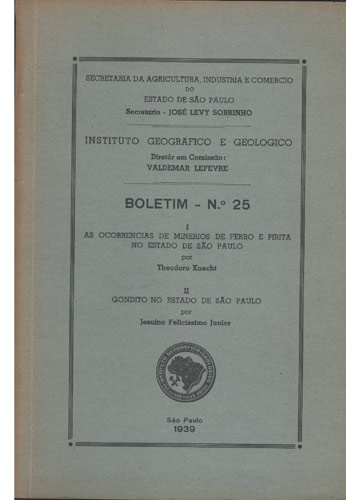 SECRETARIA DA AGRICULTURA, INDUSTRIA E COMERCIO
DO
ESTADO DE SÃO PAULO
Secretario - JOSÉ LEVY SOBRINHO
INSTITUTO GEOGRÁFICO E GEOLOGICO
Diretór em Comissão:
VALDEMAR LEFEVRE
BOLETIM - N.º 25
I
AS OCORRENCIAS DE MINERIOS DE FERRO E PIRITA
NO ESTADO DE SÃO PAULO
por
Theodoro Knecht
II
GONDITO NO ESTADO DE SÃO PAULO
por
Jesuino Felicissimo Junior
São Paulo
1939